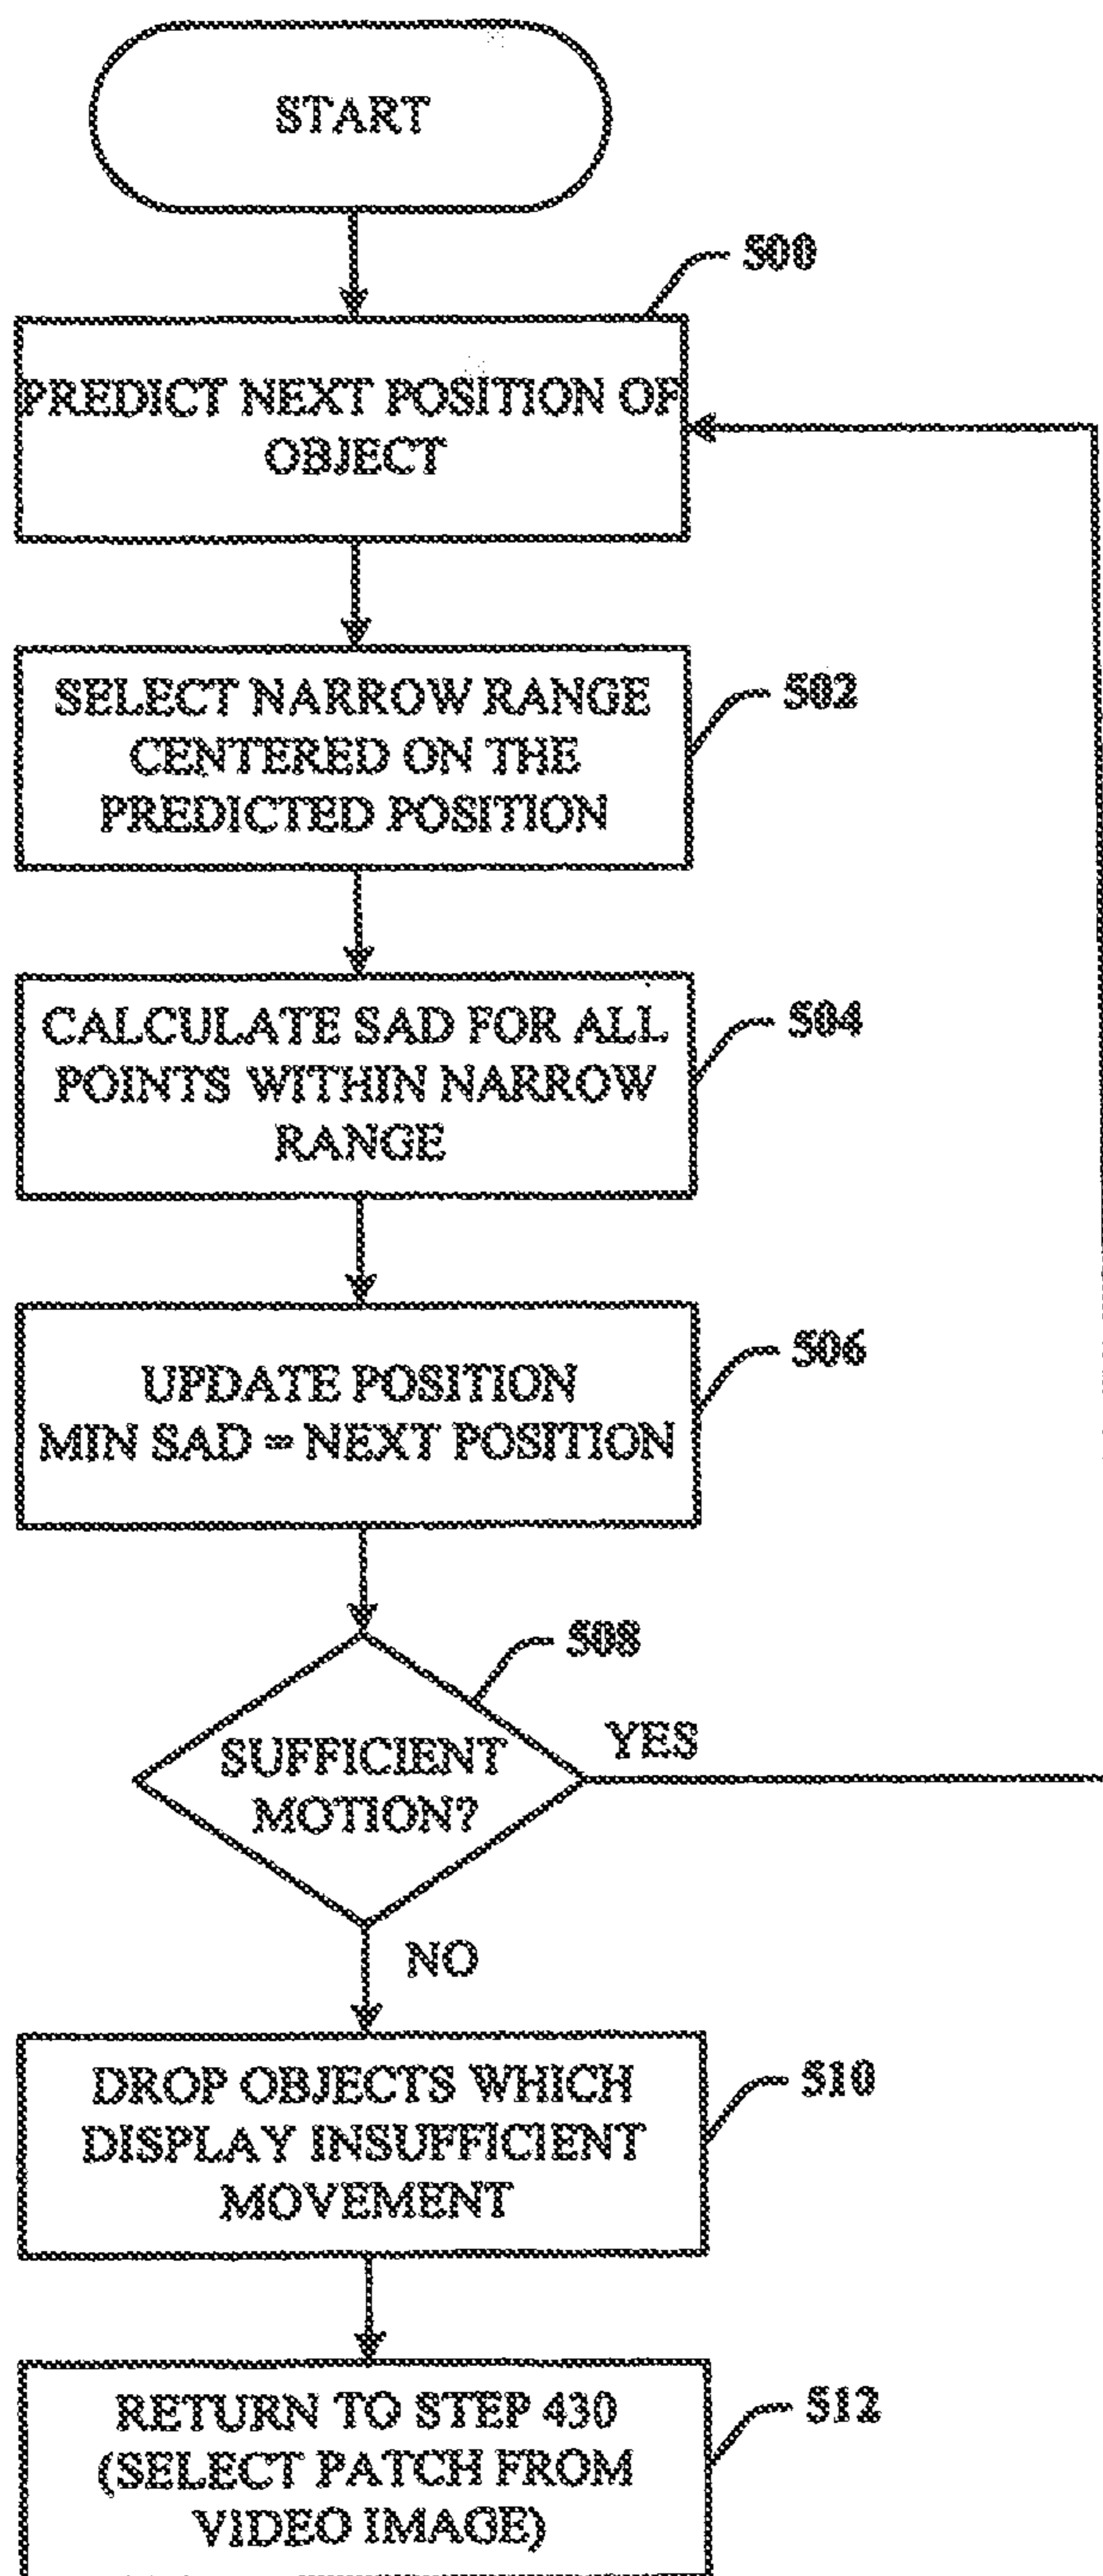 START
500
PREDICT NEXT POSITION OF
OBJECT
502
SELECT NARROW RANGE
CENTERED ON THE
PREDICTED POSITION
504
CALCULATE SAD FOR ALL
POINTS WITHIN NARROW
RANGE
506
UPDATE POSITION
MIN SAD = NEXT POSITION
508
SUFFICIENT
MOTION?
YES
NO
510
DROP OBJECTS WHICH
DISPLAY INSUFFICIENT
MOVEMENT
512
RETURN TO STEP 430
(SELECT PATCH FROM
VIDEO IMAGE)